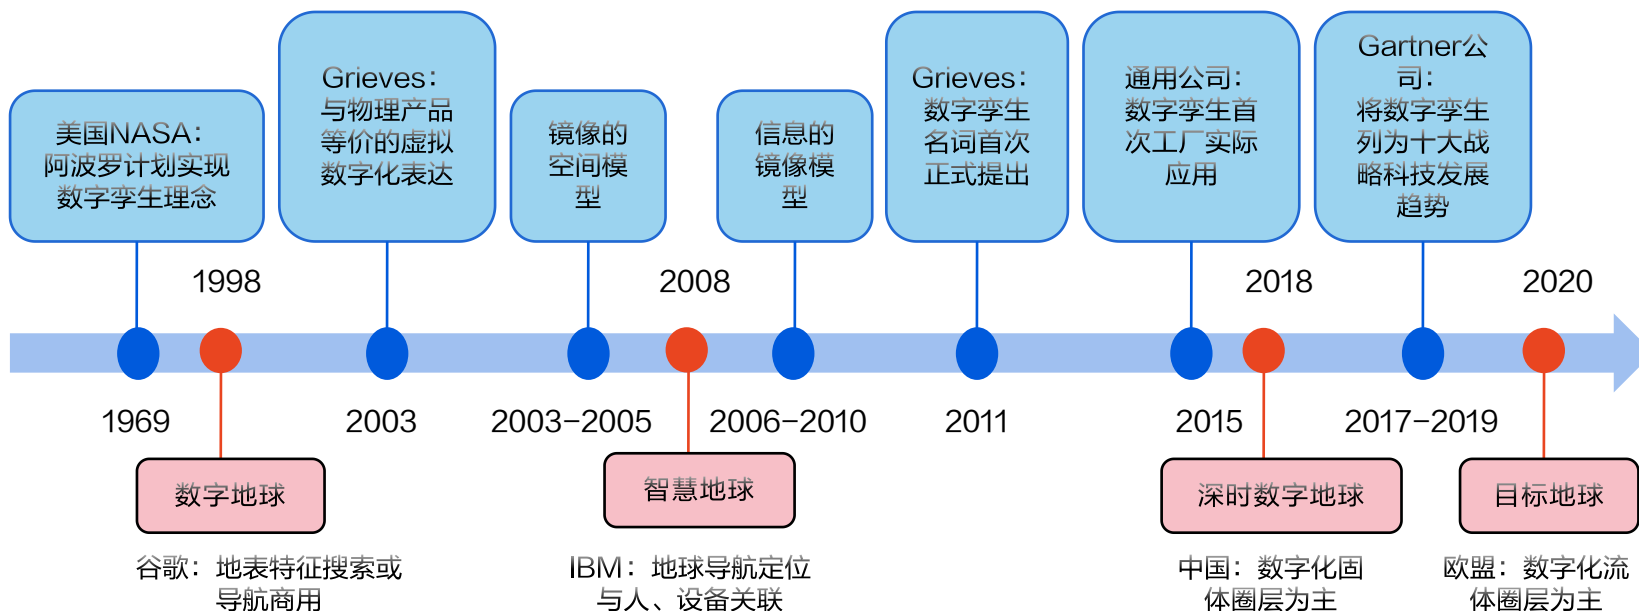 美国NASA：
阿波罗计划实现
数字孪生理念
Grieves：
与物理产品
等价的虚拟
数字化表达
镜像的
空间模
型
信息的
镜像模
型
Grieves：
数字孪生
名词首次
正式提出
通用公司：
数字孪生首
次工厂实际
应用
Gartner公
司：
将数字孪生
列为十大战
略科技发展
趋势
1998
2008
2018
2020
1969
2003
2003-2005
2006-2010
2011
2015
2017-2019
数字地球
智慧地球
深时数字地球
目标地球
谷歌：地表特征搜索或
导航商用
IBM：地球导航定位
与人、设备关联
中国：数字化固
体圈层为主
欧盟：数字化流
体圈层为主